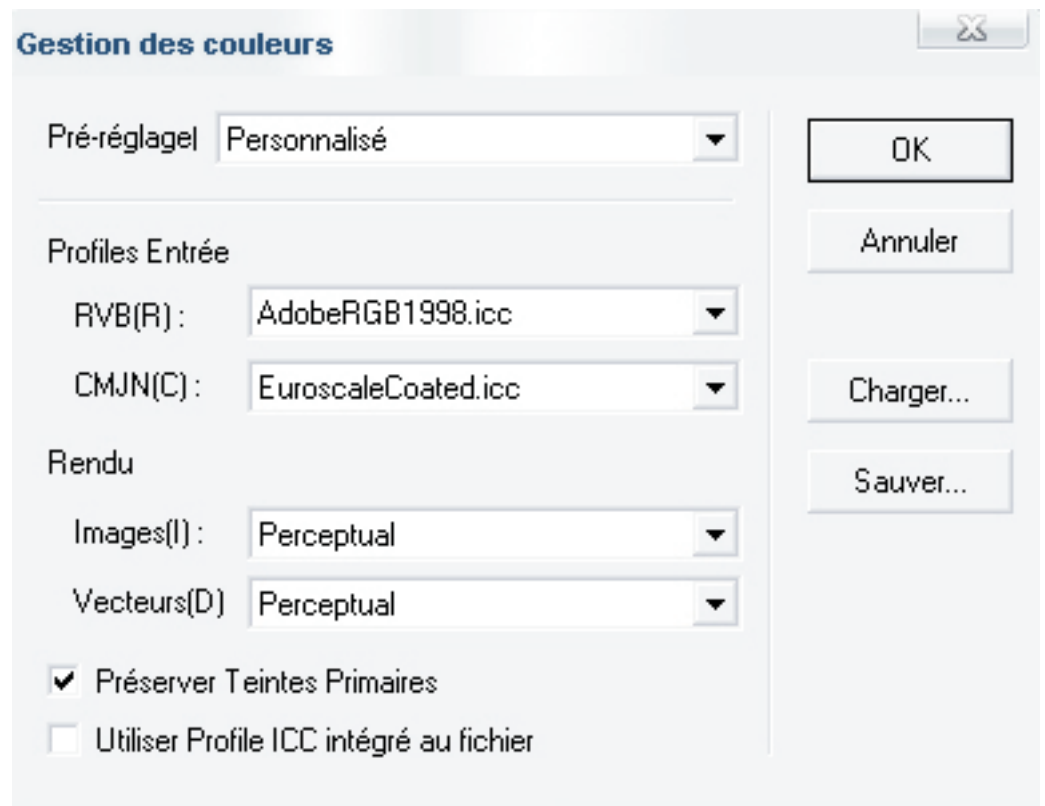 Gestion des couleurs
Pré-réglage Personnalisé
OK
Annuler
Profiles Entrée
RVB(R) : AdobeRGB1998.icc
CMJN(C) : EuroscaleCoated.icc
Charger...
Rendu
Sauver...
Images(I) : Perceptual
Vecteurs(D) Perceptual
Préserver Teintes Primaires
Utiliser Profile ICC intégré au fichier